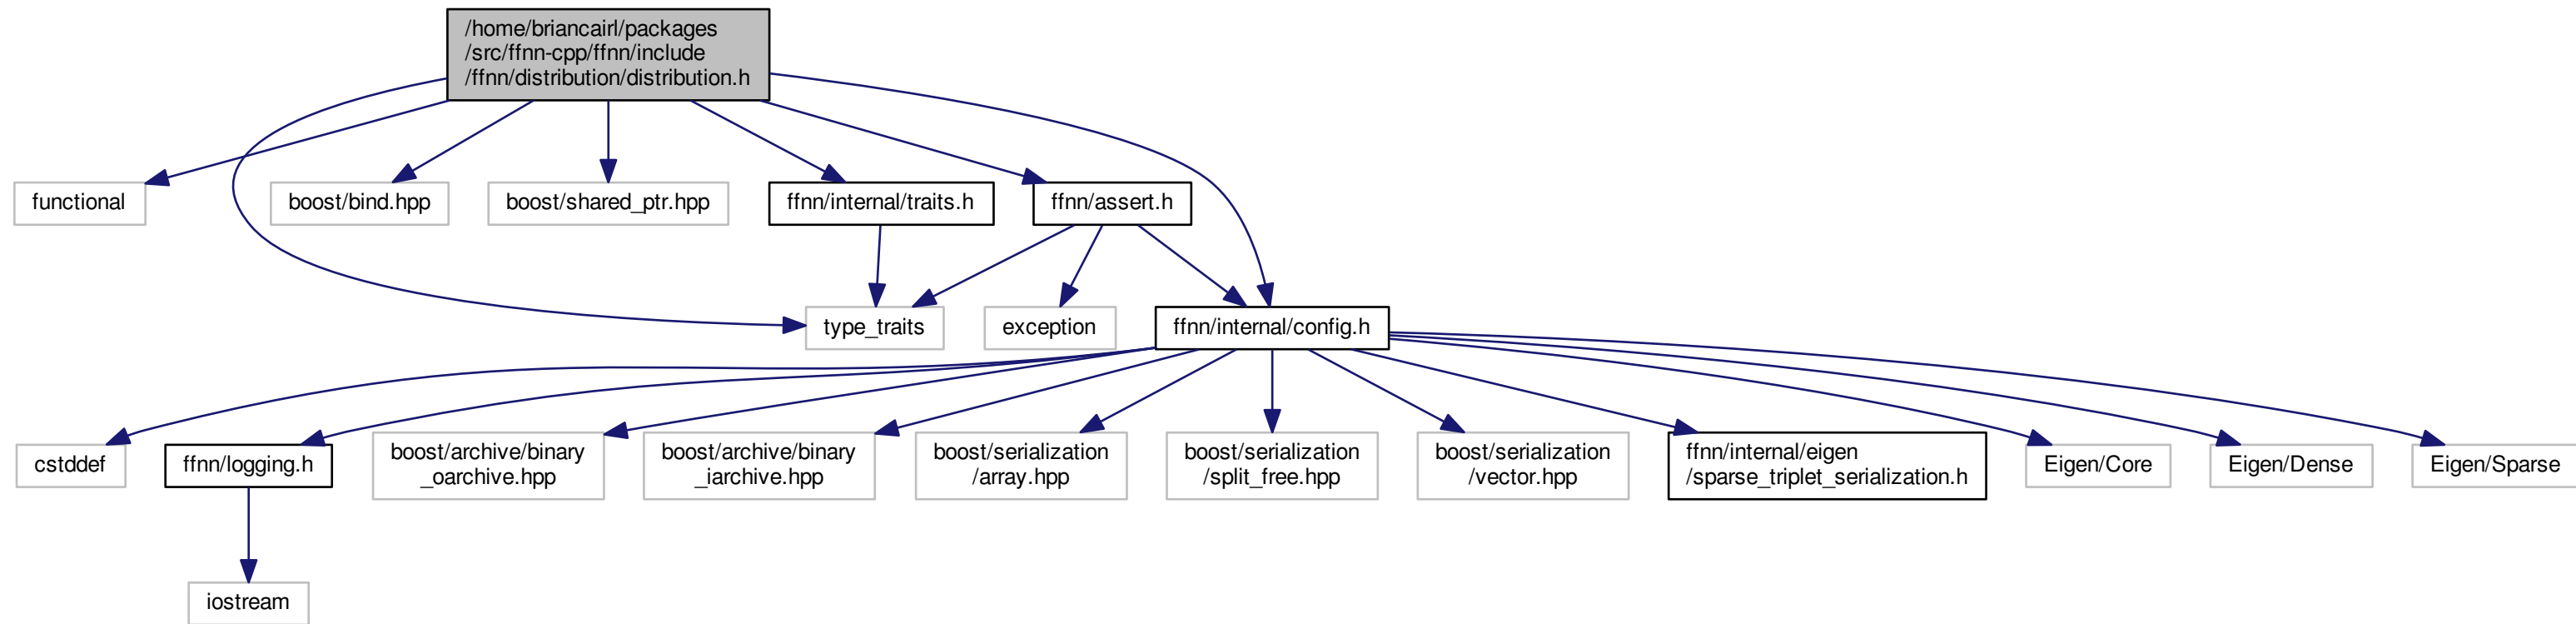 /home/briancairl/packages
/src/ffnn-cpp/ffnn/include
/ffnn/distribution/distribution.h
functional
boost/bind.hpp
boost/shared_ptr.hpp
ffnn/internal/traits.h
ffnn/assert.h
type_traits
exception
ffnn/internal/config.h
cstddef
ffnn/logging.h
boost/archive/binary
_oarchive.hpp
boost/archive/binary
_iarchive.hpp
boost/serialization
/array.hpp
boost/serialization
/split_free.hpp
boost/serialization
/vector.hpp
ffnn/internal/eigen
/sparse_triplet_serialization.h
Eigen/Core
Eigen/Dense
Eigen/Sparse
iostream